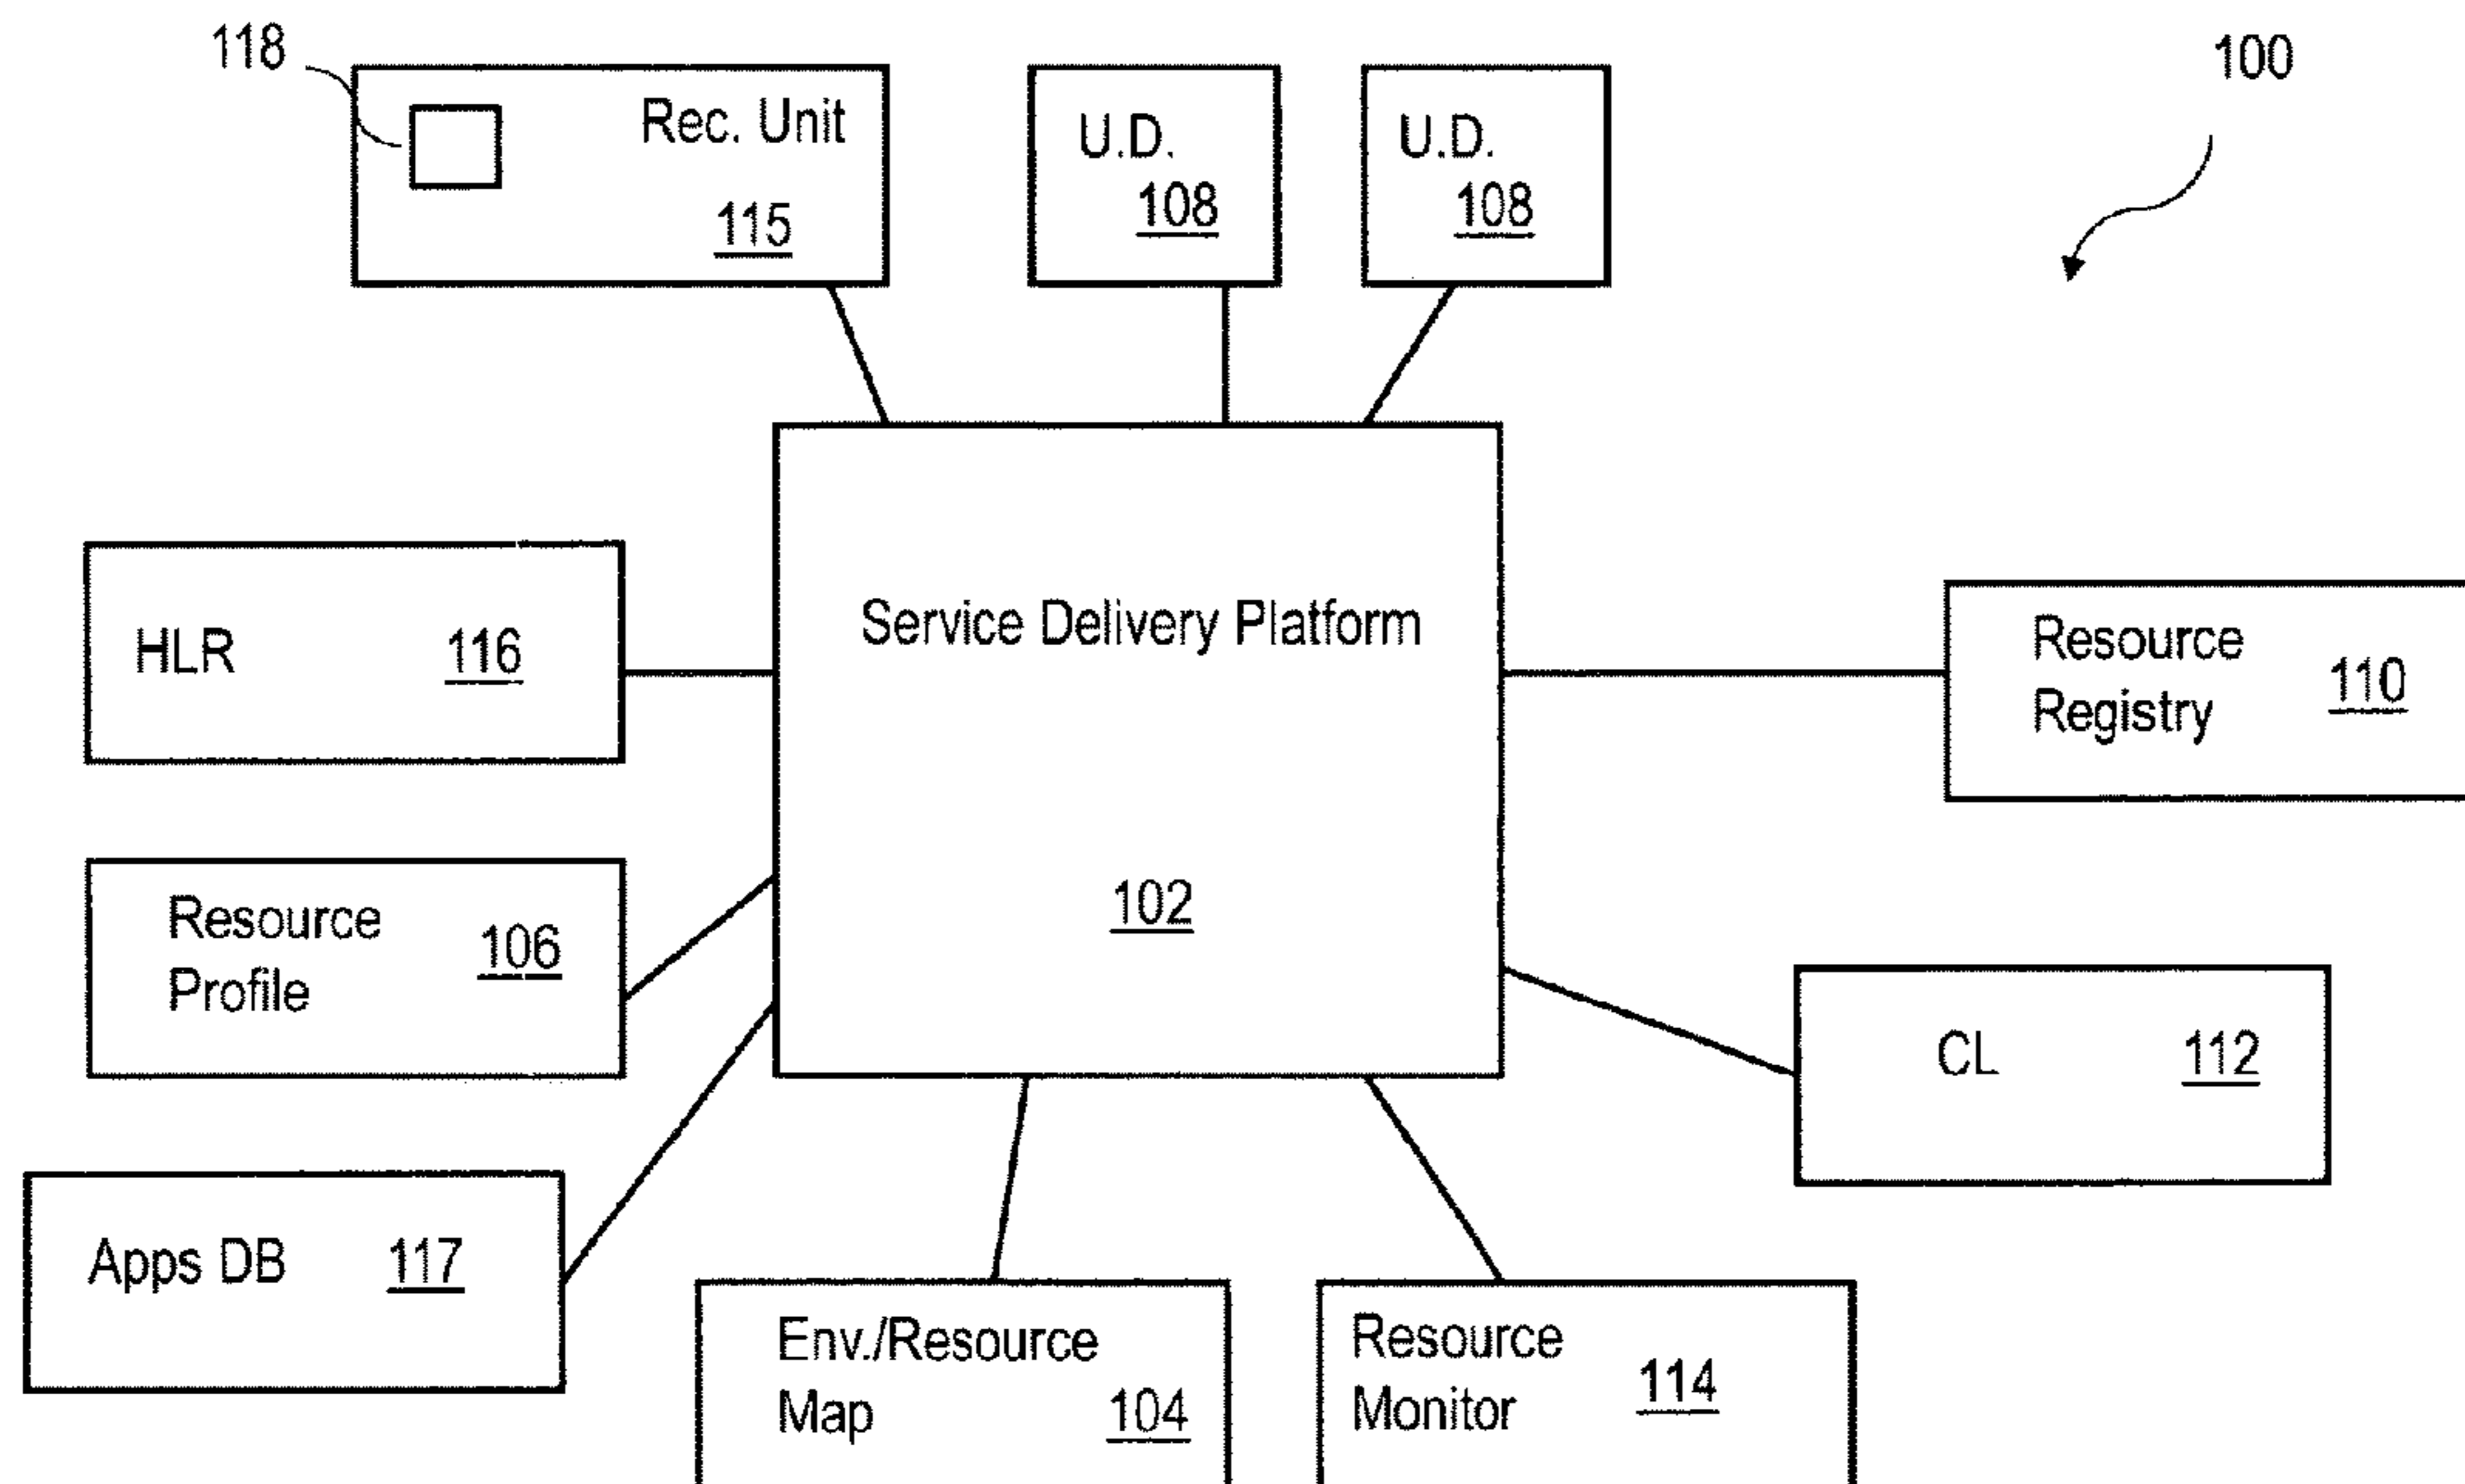 118
Rec. Unit
115
U.D.
108
U.D.
108
100
HLR
116
Service Delivery Platform
102
Resource
Registry
110
Resource
Profile
106
CL
112
Apps DB
117
Env./Resource
Map
104
Resource
Monitor
114